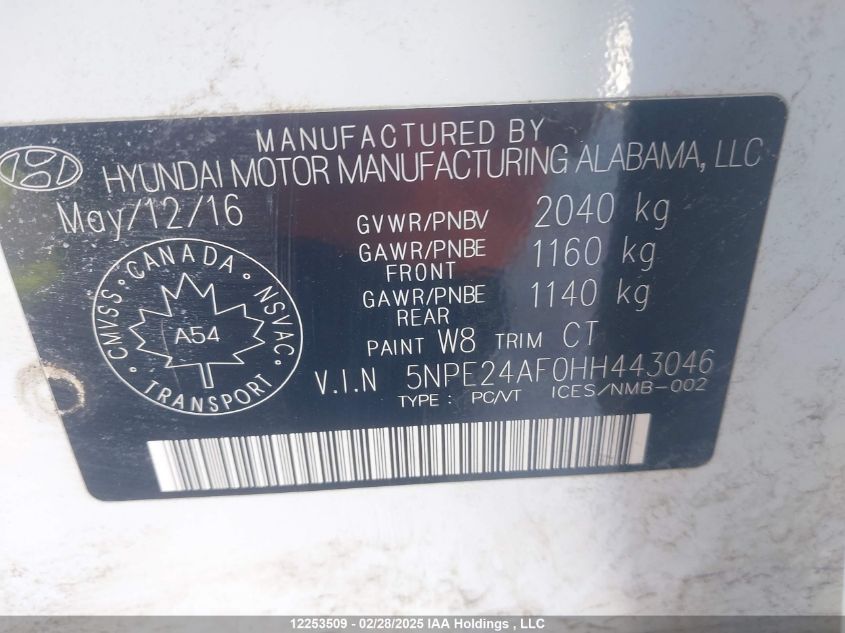 MANUFACTURED BY
HYUNDAI MOTOR MANUFACTURING ALABAMA, LLC
May/12/16
GVWR/PNBV 2040 kg
GAWR/PNBE FRONT 1160 kg
GAWR/PNBE REAR 1140 kg
PAINT W8 TRIM CT
V.I.N 5NPE24AF0HH443046
TYPE : PC/VT ICES/NMB-002
CANADA
CMVSS
NSVAC
A54
TRANSPORT
12253509 - 02/28/2025 IAA Holdings , LLC